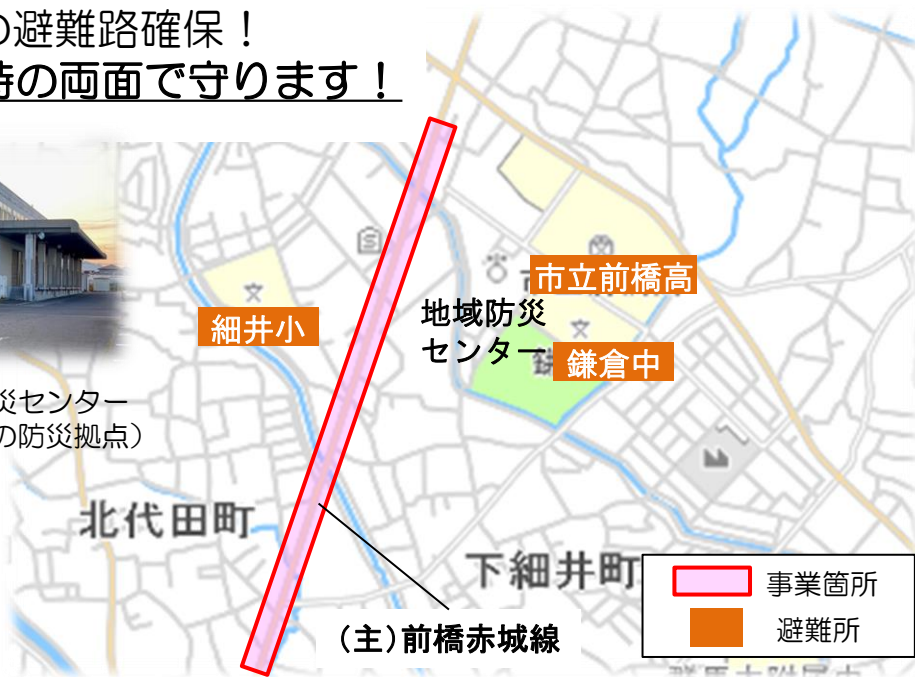 の避難路確保！
時の両面で守ります！
市立前橋高
細井小
地域防災
センター
鎌倉中
災センター
の防災拠点）
北代田町
下細井町
事業箇所
避難所
（主）前橋赤城線